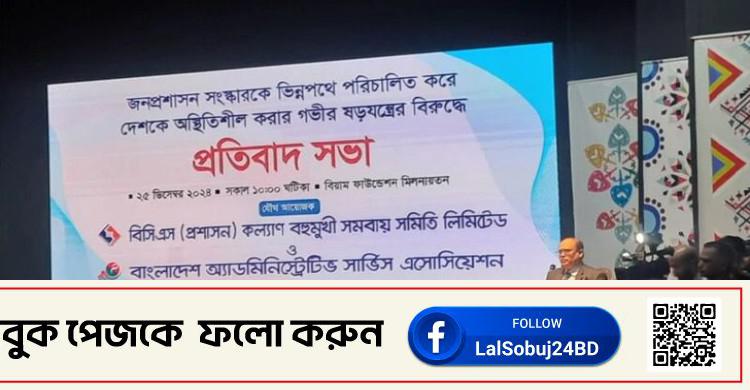 জনপ্রশাসন সংস্কারকে ভিন্নপথে পরিচালিত করে
দেশকে অস্থিতিশীল করার গভীর ষড়যন্ত্রের বিরুদ্ধে
প্রতিবাদ সভা
• ২৫ ডিসেম্বর ২০২৪ • সকাল ১০:০০ ঘটিকা • বিয়াম ফাউন্ডেশন মিলনায়তন
যৌথ আয়োজক
বিসিএস (প্রশাসন) কল্যাণ বহুমুখী সমবায় সমিতি লিমিটেড
ও
বাংলাদেশ অ্যাডমিনিস্ট্রেটিভ সার্ভিস এসোসিয়েশন
বুক পেজকে ফলো করুন
FOLLOW
LalSobuj24BD